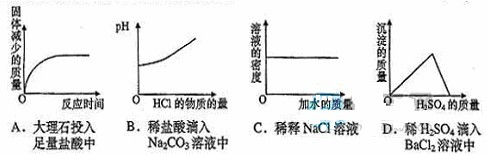 固体减少的质量
O
反应时间
A. 大理石投入
足量盐酸中
pH
O
HCl的物质的量
B. 稀盐酸滴入
Na₂CO₃溶液中
溶液的密度
O
加水的质量
C. 稀释NaCl溶液
沉淀的质量
O
H₂SO₄的质量
D. 稀H₂SO₄滴入
BaCl₂溶液中